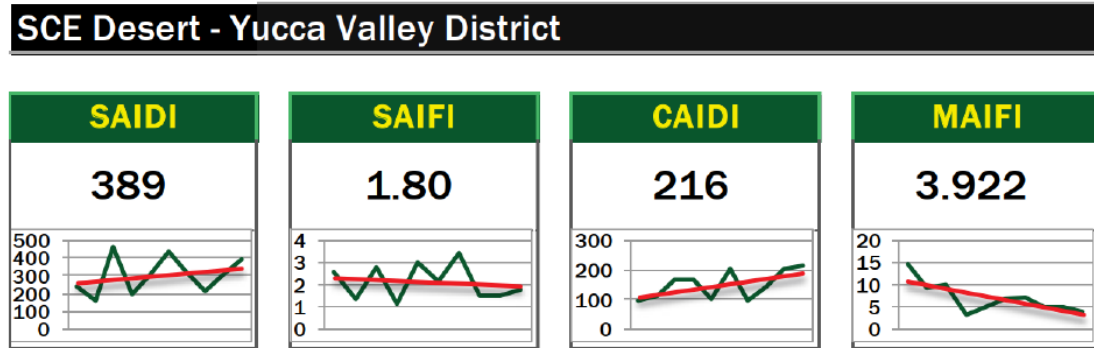 SCE Desert - Yucca Valley District
SAIDI SAIFI CAIDI MAIFI
389 1.80 216 3.922
500 4 300 20
400 3 200 15
300 2 100 10
200 1 0 5
100 0 0
0